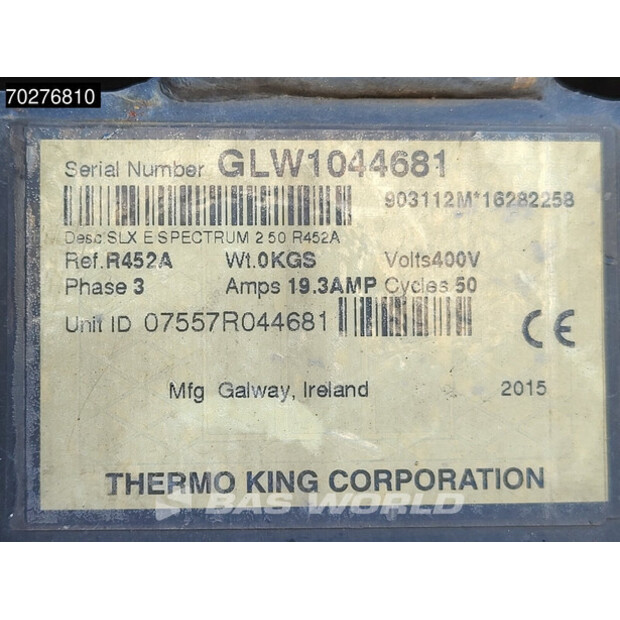 70276810
Serial Number GLW1044681
903112M*16282258
Desc:SLX E SPECTRUM 2 50 R452A
Ref.R452A Wt.0KGS Volts400V
Phase 3 Amps 19.3AMP Cycles 50
Unit ID 07557R044681 CE
Mfg Galway, Ireland 2015
THERMO KING CORPORATION
BAS WORLD